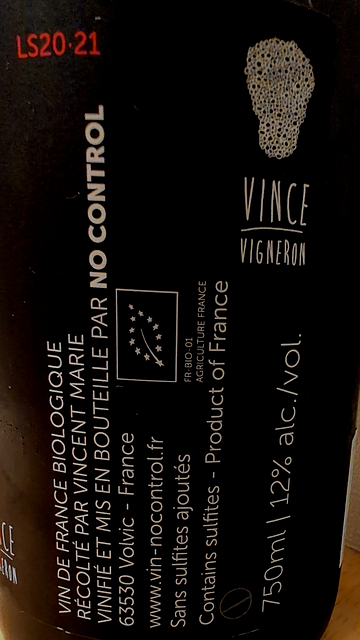 LS20-21
VINCE
VIGNERON
VIN DE FRANCE BIOLOGIQUE
RÉCOLTÉ PAR VINCENT MARIE
VINIFIÉ ET MIS EN BOUTEILLE PAR NO CONTROL
63530 Volvic - France
www.vin-nocontrol.fr
Sans sulfites ajoutés
Contains sulfites - Product of France
FR-BIO-01
AGRICULTURE FRANCE
750ml | 12% alc./vol.